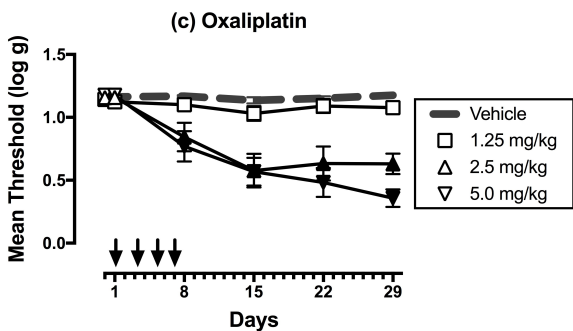 (c) Oxaliplatin
Mean Threshold (log g)
1.5
1.0
0.5
0.0
1 8 15 22 29
Days
Vehicle
1.25 mg/kg
2.5 mg/kg
5.0 mg/kg